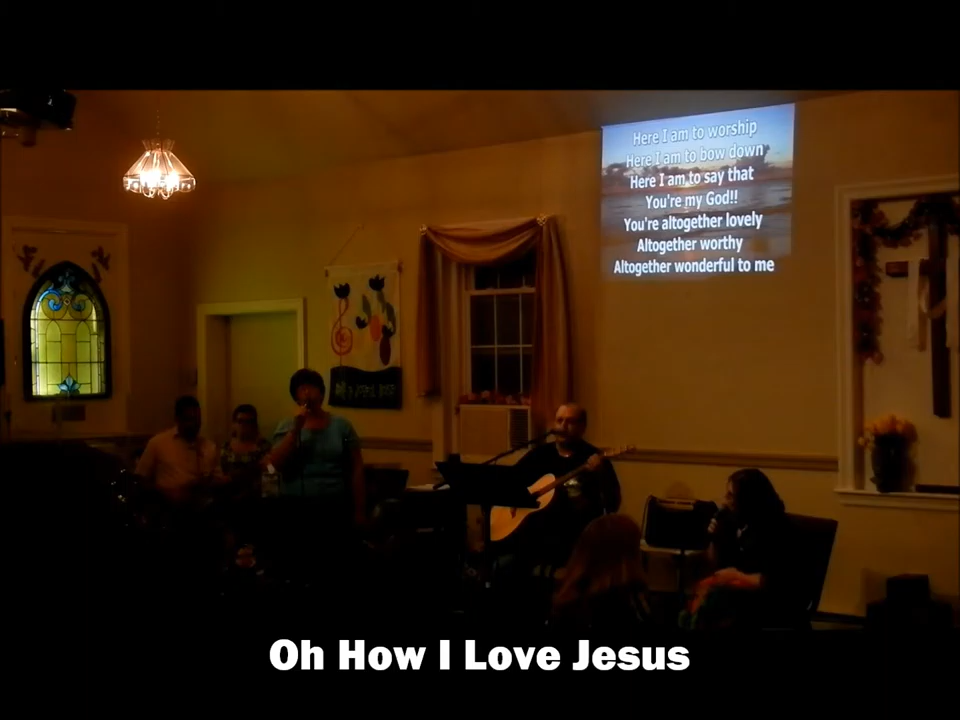 Here I am to worship
Here I am to bow down
Here I am to say that
You're my God!!
You're altogether lovely
Altogether worthy
Altogether wonderful to me
Oh How I Love Jesus